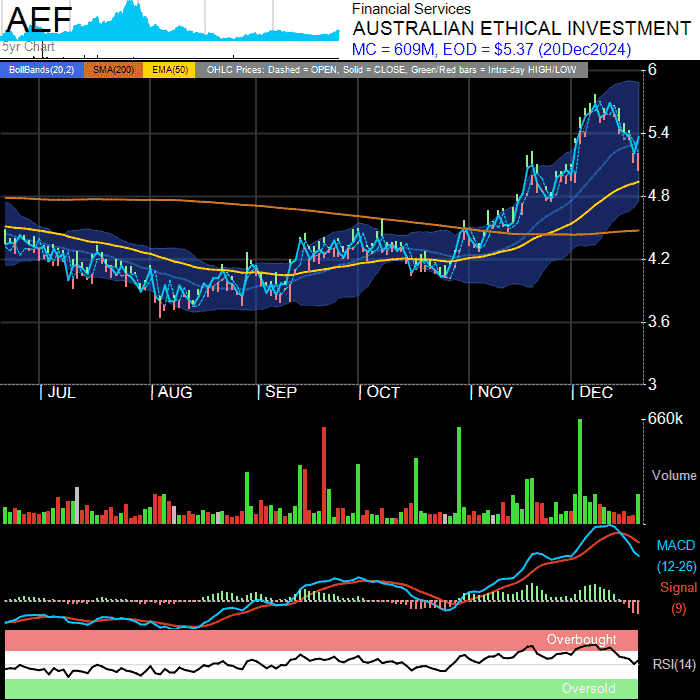 AEF
5yr Chart
Financial Services
AUSTRALIAN ETHICAL INVESTMENT
MC = 609M, EOD = $5.37 (20Dec2024)
BollBands(20,2) SMA(200) EMA(50) OHLC Prices: Dashed = OPEN, Solid = CLOSE, Green/Red bars = Intra-day HIGH/LOW
6
5.4
4.8
4.2
3.6
3
JUL AUG SEP OCT NOV DEC
660k
Volume
MACD
(12-26)
Signal
(9)
Overbought
RSI(14)
Oversold